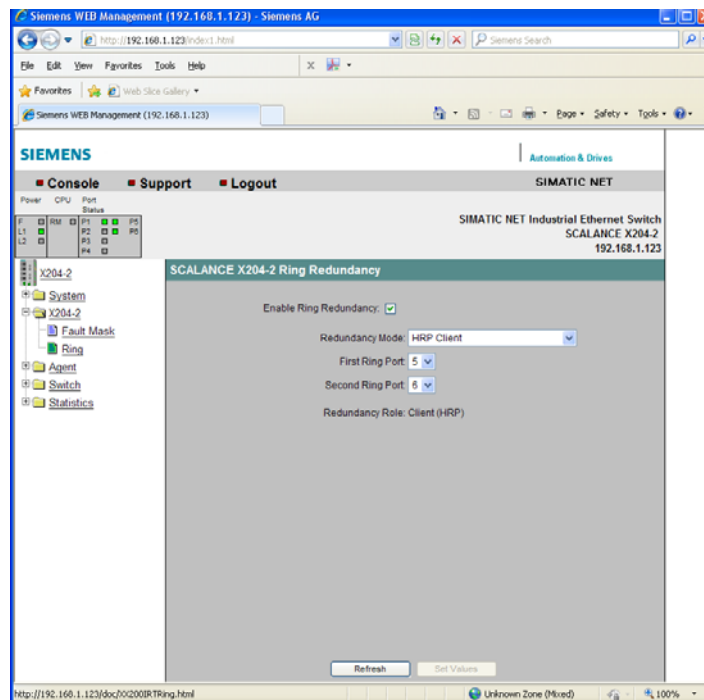 Siemens WEB Management (192.168.1.123) - Siemens AG
http://192.168.1.123/index1.html
Siemens Search
File Edit View Favorites Tools Help
X
Favorites
Web Slice Gallery
Siemens WEB Management (192.168.1.123)
Page Safety Tools
SIEMENS
Automation & Drives
Console Support Logout
SIMATIC NET
Power CPU Port
Status
F RM P1 P5
L1 P2 P6
L2 P3
P4
SIMATIC NET Industrial Ethernet Switch
SCALANCE X204-2
192.168.1.123
X204-2
System
X204-2
Fault Mask
Ring
Agent
Switch
Statistics
SCALANCE X204-2 Ring Redundancy
Enable Ring Redundancy:
Redundancy Mode: HRP Client
First Ring Port: 5
Second Ring Port: 6
Redundancy Role: Client (HRP)
Refresh Set Values
http://192.168.1.123/doc/XX200IRTRing.html
Unknown Zone (Mixed)
100%